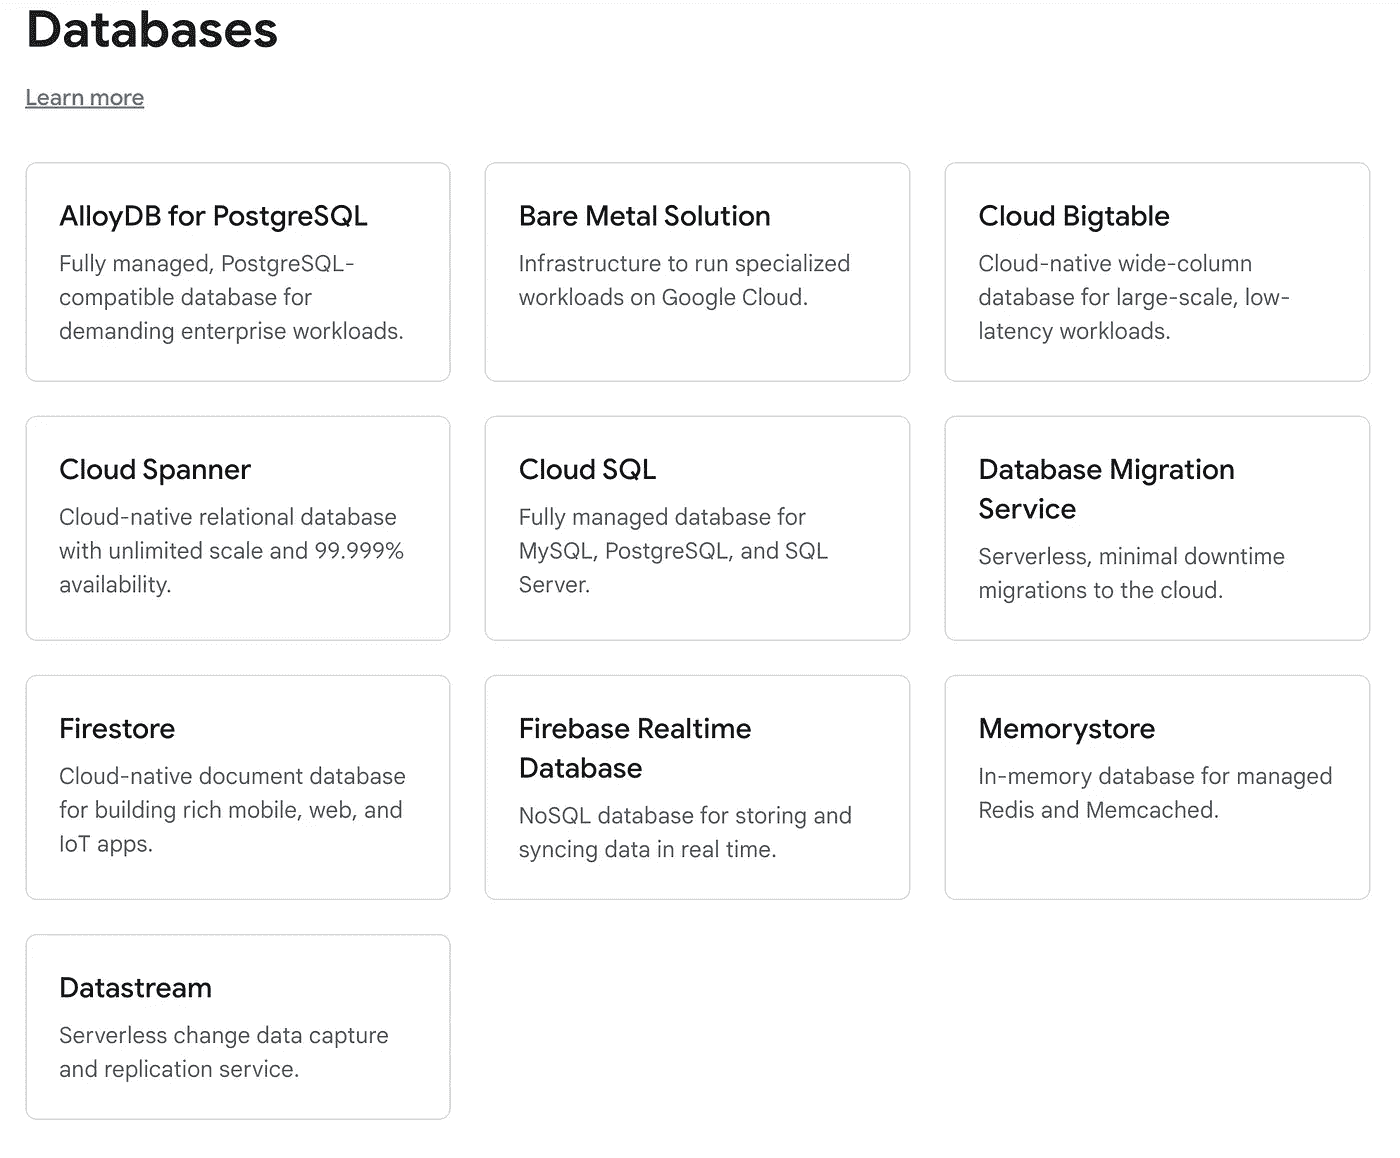 Databases
Learn more
AlloyDB for PostgreSQL
Fully managed, PostgreSQL-
compatible database for
demanding enterprise workloads.
Bare Metal Solution
Infrastructure to run specialized
workloads on Google Cloud.
Cloud Bigtable
Cloud-native wide-column
database for large-scale, low-
latency workloads.
Cloud Spanner
Cloud-native relational database
with unlimited scale and 99.999%
availability.
Cloud SQL
Fully managed database for
MySQL, PostgreSQL, and SQL
Server.
Database Migration
Service
Serverless, minimal downtime
migrations to the cloud.
Firestore
Cloud-native document database
for building rich mobile, web, and
IoT apps.
Firebase Realtime
Database
NoSQL database for storing and
syncing data in real time.
Memorystore
In-memory database for managed
Redis and Memcached.
Datastream
Serverless change data capture
and replication service.